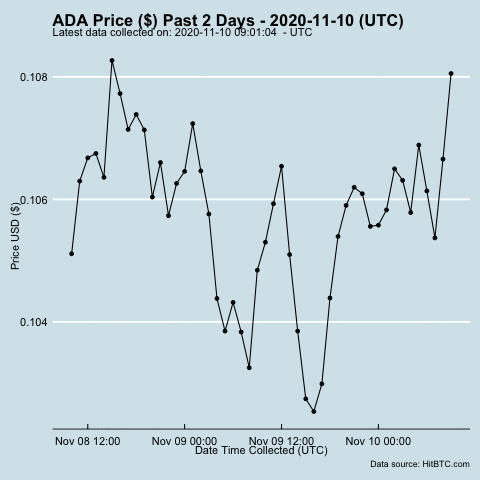 ADA Price ($) Past 2 Days - 2020-11-10 (UTC)
Latest data collected on: 2020-11-10 09:01:04 - UTC
0.108
0.106
0.104
Price USD ($)
Nov 08 12:00 Nov 09 00:00 Nov 09 12:00 Nov 10 00:00
Date Time Collected (UTC)
Data source: HitBTC.com